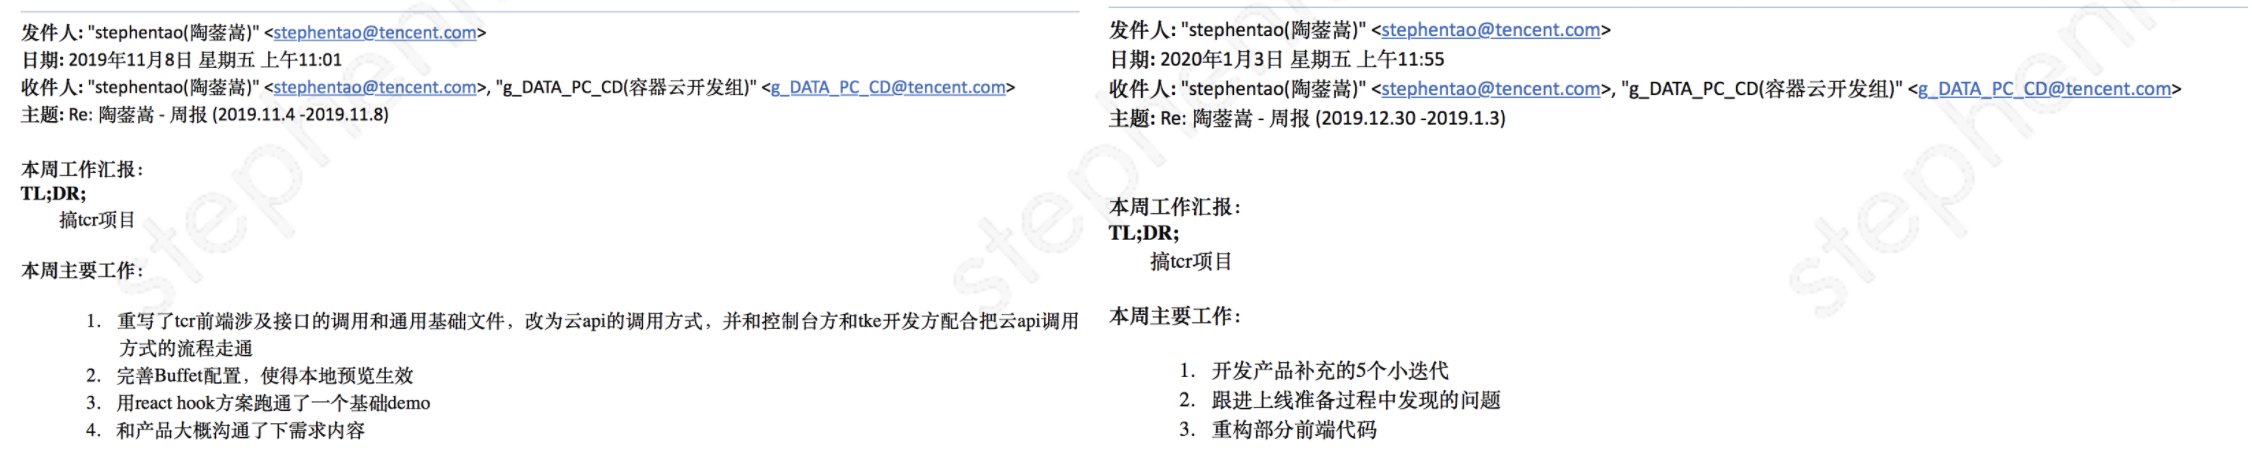 发件人: "stephentao(陶蓥嵩)" <stephentao@tencent.com>
日期: 2019年11月8日 星期五 上午11:01
收件人: "stephentao(陶蓥嵩)" <stephentao@tencent.com>, "g_DATA_PC_CD(容器云开发组)" <g_DATA_PC_CD@tencent.com>
主题: Re: 陶蓥嵩 - 周报 (2019.11.4 -2019.11.8)
本周工作汇报：
TL;DR;
搞tcr项目
本周主要工作：
1. 重写了tcr前端涉及接口的调用和通用基础文件，改为云api的调用方式，并和控制台方和tke开发方配合把云api调用
方式的流程走通
2. 完善Buffet配置，使得本地预览生效
3. 用react hook方案跑通了一个基础demo
4. 和产品大概沟通了下需求内容
发件人: "stephentao(陶蓥嵩)" <stephentao@tencent.com>
日期: 2020年1月3日 星期五 上午11:55
收件人: "stephentao(陶蓥嵩)" <stephentao@tencent.com>, "g_DATA_PC_CD(容器云开发组)" <g_DATA_PC_CD@tencent.com>
主题: Re: 陶蓥嵩 - 周报 (2019.12.30 -2019.1.3)
本周工作汇报：
TL;DR;
搞tcr项目
本周主要工作：
1. 开发产品补充的5个小迭代
2. 跟进上线准备过程中发现的问题
3. 重构部分前端代码